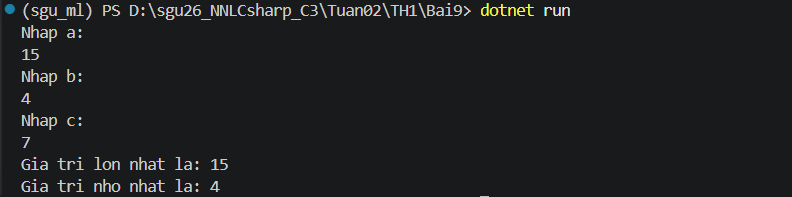 (sgu_ml) PS D:\sgu26_NNLCsharp_C3\Tuan02\TH1\Bai9> dotnet run
Nhap a:
15
Nhap b:
4
Nhap c:
7
Gia tri lon nhat la: 15
Gia tri nho nhat la: 4